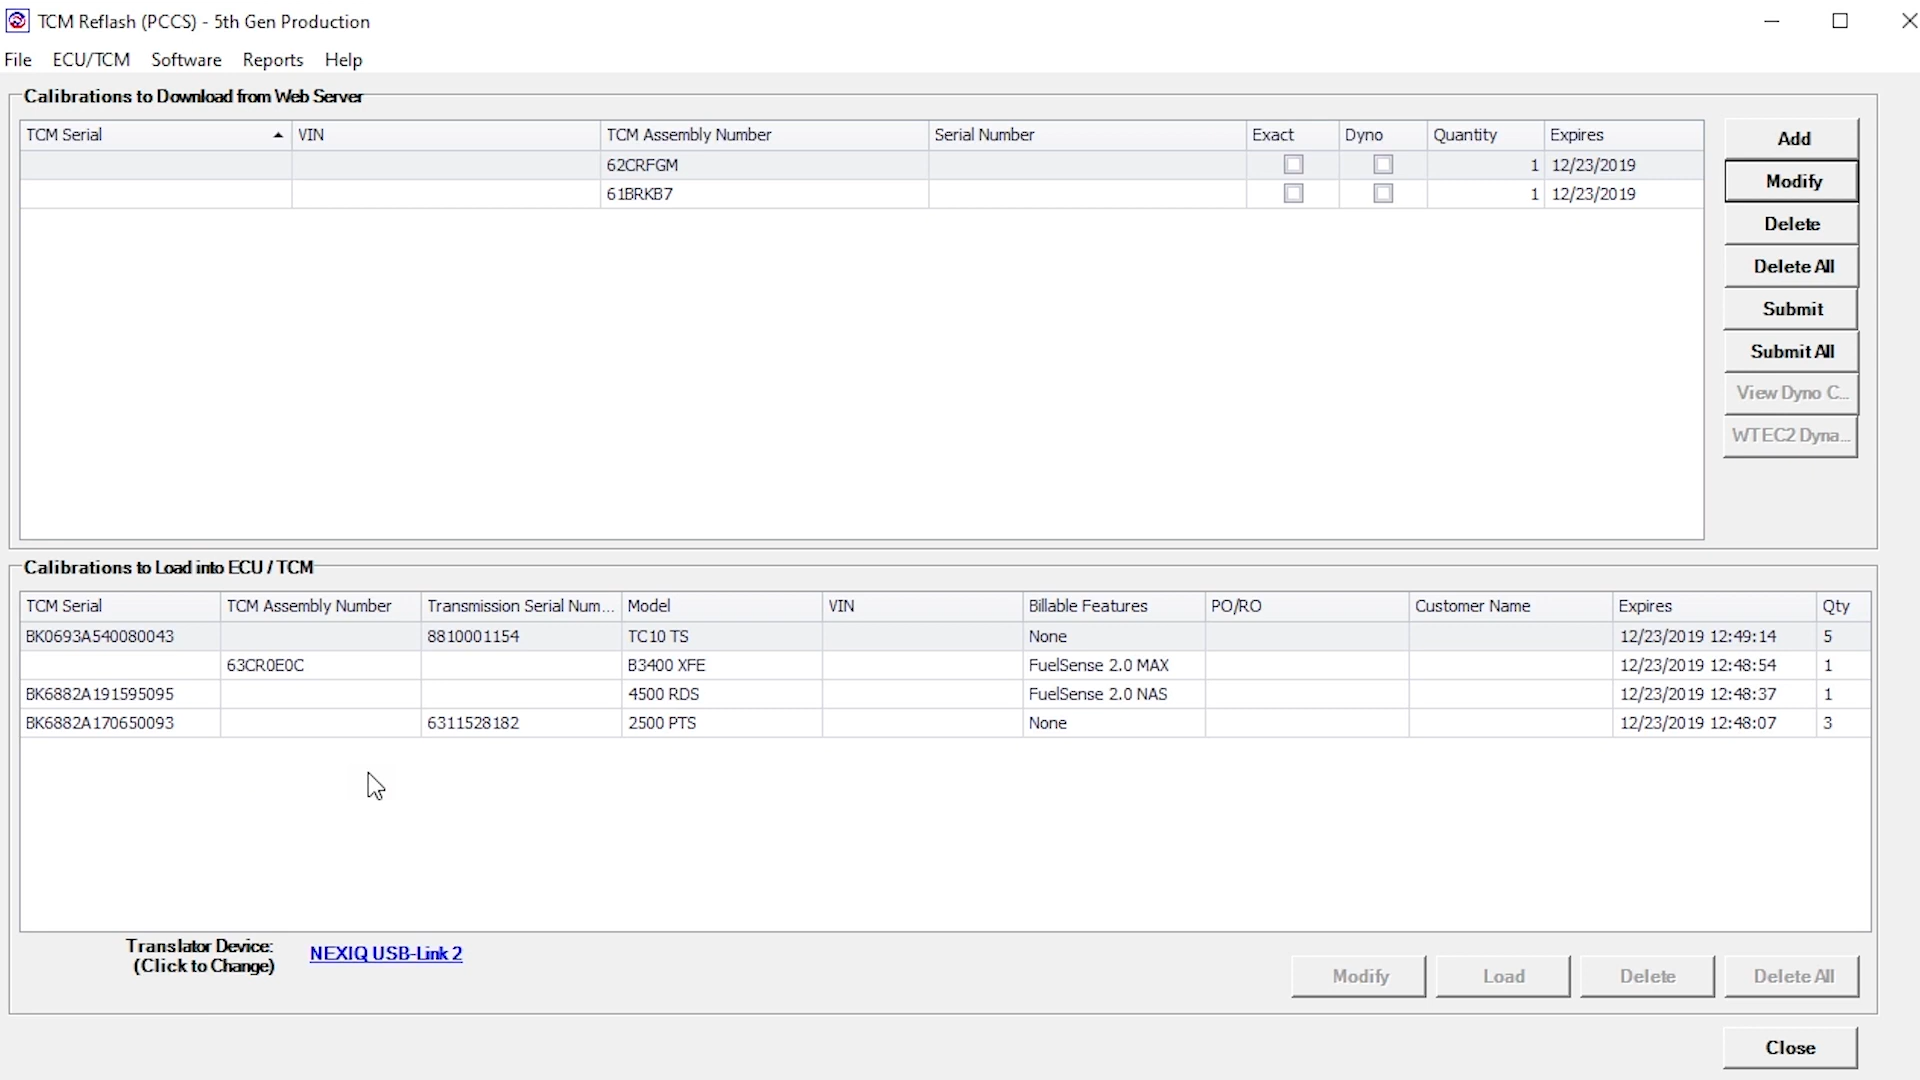 TCM Reflash (PCCS) - 5th Gen Production
File ECU/TCM Software Reports Help
Calibrations to Download from Web Server
TCM Serial VIN TCM Assembly Number Serial Number Exact Dyno Quantity Expires
62CRFGM 1 12/23/2019
61BRKB7 1 12/23/2019
Add
Modify
Delete
Delete All
Submit
Submit All
View Dyno C...
WTEC2 Dyna...
Calibrations to Load into ECU / TCM
TCM Serial TCM Assembly Number Transmission Serial Num... Model VIN Billable Features PO/RO Customer Name Expires Qty
BK0693A540080043 8810001154 TC10 TS None 12/23/2019 12:49:14 5
63CR0E0C B3400 XFE FuelSense 2.0 MAX 12/23/2019 12:48:54 1
BK6882A191595095 4500 RDS FuelSense 2.0 NAS 12/23/2019 12:48:37 1
BK6882A170650093 6311528182 2500 PTS None 12/23/2019 12:48:07 3
Translator Device: NEXIQ USB-Link 2
(Click to Change)
Modify Load Delete Delete All
Close